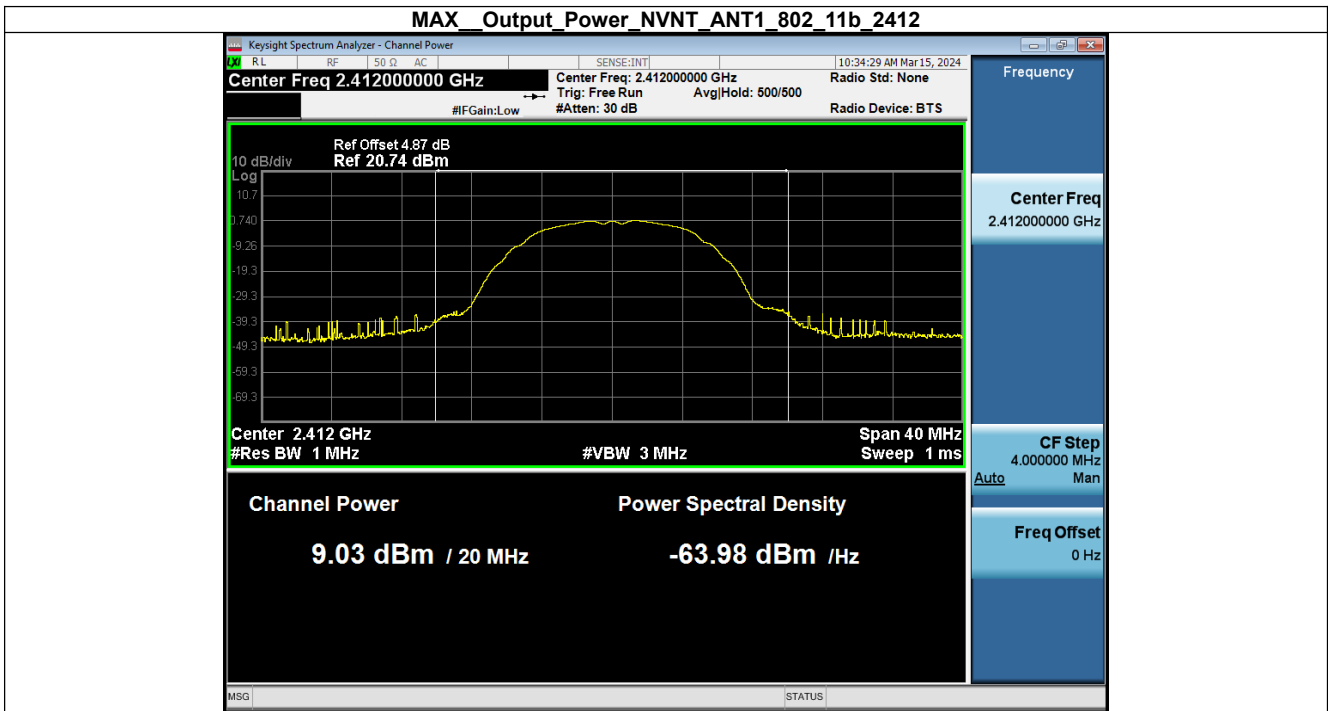 MAX__Output_Power_NVNT_ANT1_802_11b_2412
Keysight Spectrum Analyzer - Channel Power
LXI RL RF 50 Ω AC SENSE:INT 10:34:29 AM Mar 15, 2024
Center Freq 2.412000000 GHz
Center Freq: 2.412000000 GHz
Radio Std: None
Trig: Free Run Avg|Hold: 500/500
#IFGain:Low
#Atten: 30 dB
Radio Device: BTS
Frequency
Ref Offset 4.87 dB
10 dB/div Ref 20.74 dBm
Log
10.7
0.740
-9.26
-19.3
-29.3
-39.3
-49.3
-59.3
-69.3
Center 2.412 GHz
Span 40 MHz
#Res BW 1 MHz
#VBW 3 MHz
Sweep 1 ms
Center Freq
2.412000000 GHz
CF Step
4.000000 MHz
Auto Man
Freq Offset
0 Hz
Channel Power
Power Spectral Density
9.03 dBm / 20 MHz
-63.98 dBm /Hz
MSG
STATUS